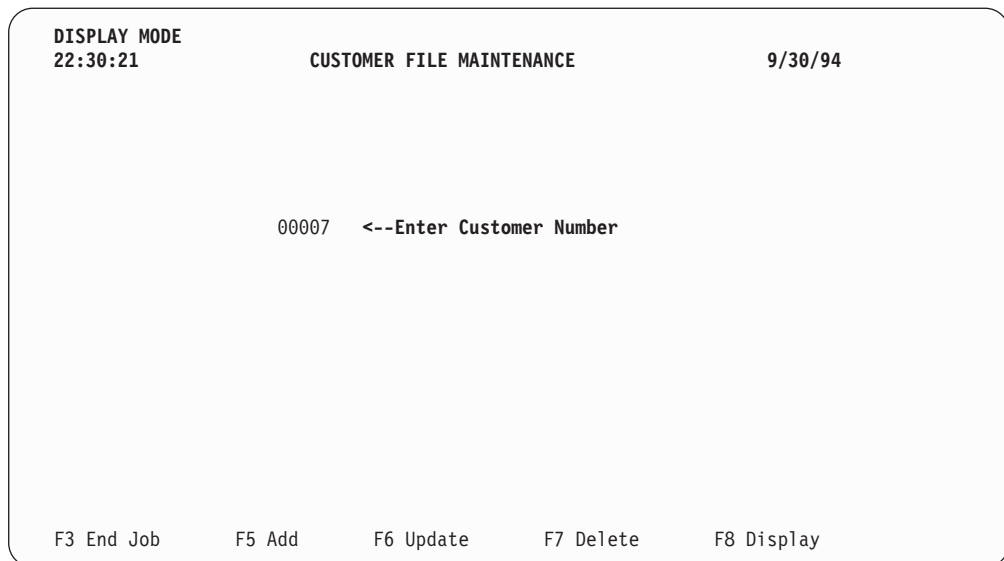 DISPLAY MODE
22:30:21 CUSTOMER FILE MAINTENANCE 9/30/94
00007 <--Enter Customer Number
F3 End Job F5 Add F6 Update F7 Delete F8 Display